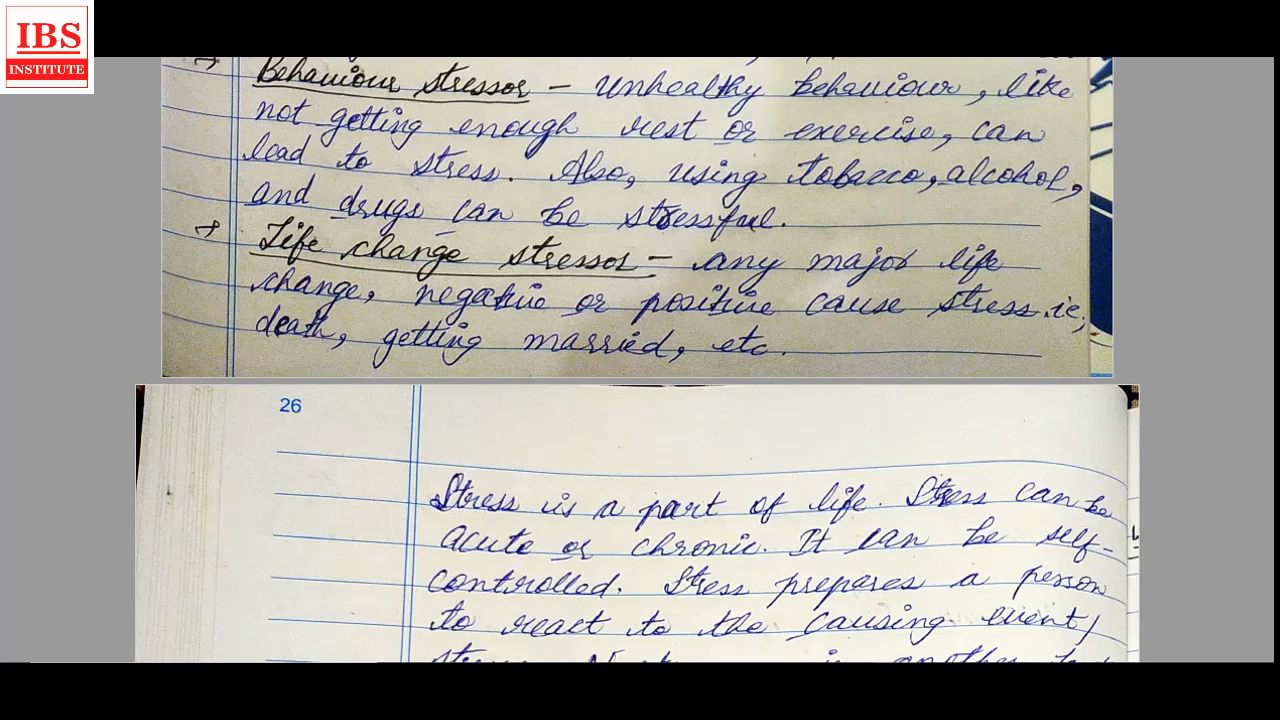 IBS
INSTITUTE
→ Behaviour stressor – unhealthy behaviour, like
not getting enough rest or exercise, can
lead to stress. Also, using tobacco, alcohol,
and drugs can be stressful.
→ Life change stressor – any major life
change, negative or positive cause stress ie;
death, getting married, etc.
26
Stress is a part of life. Stress can be
acute or chronic. It can be self-
controlled. Stress prepares a person
to react to the causing event/